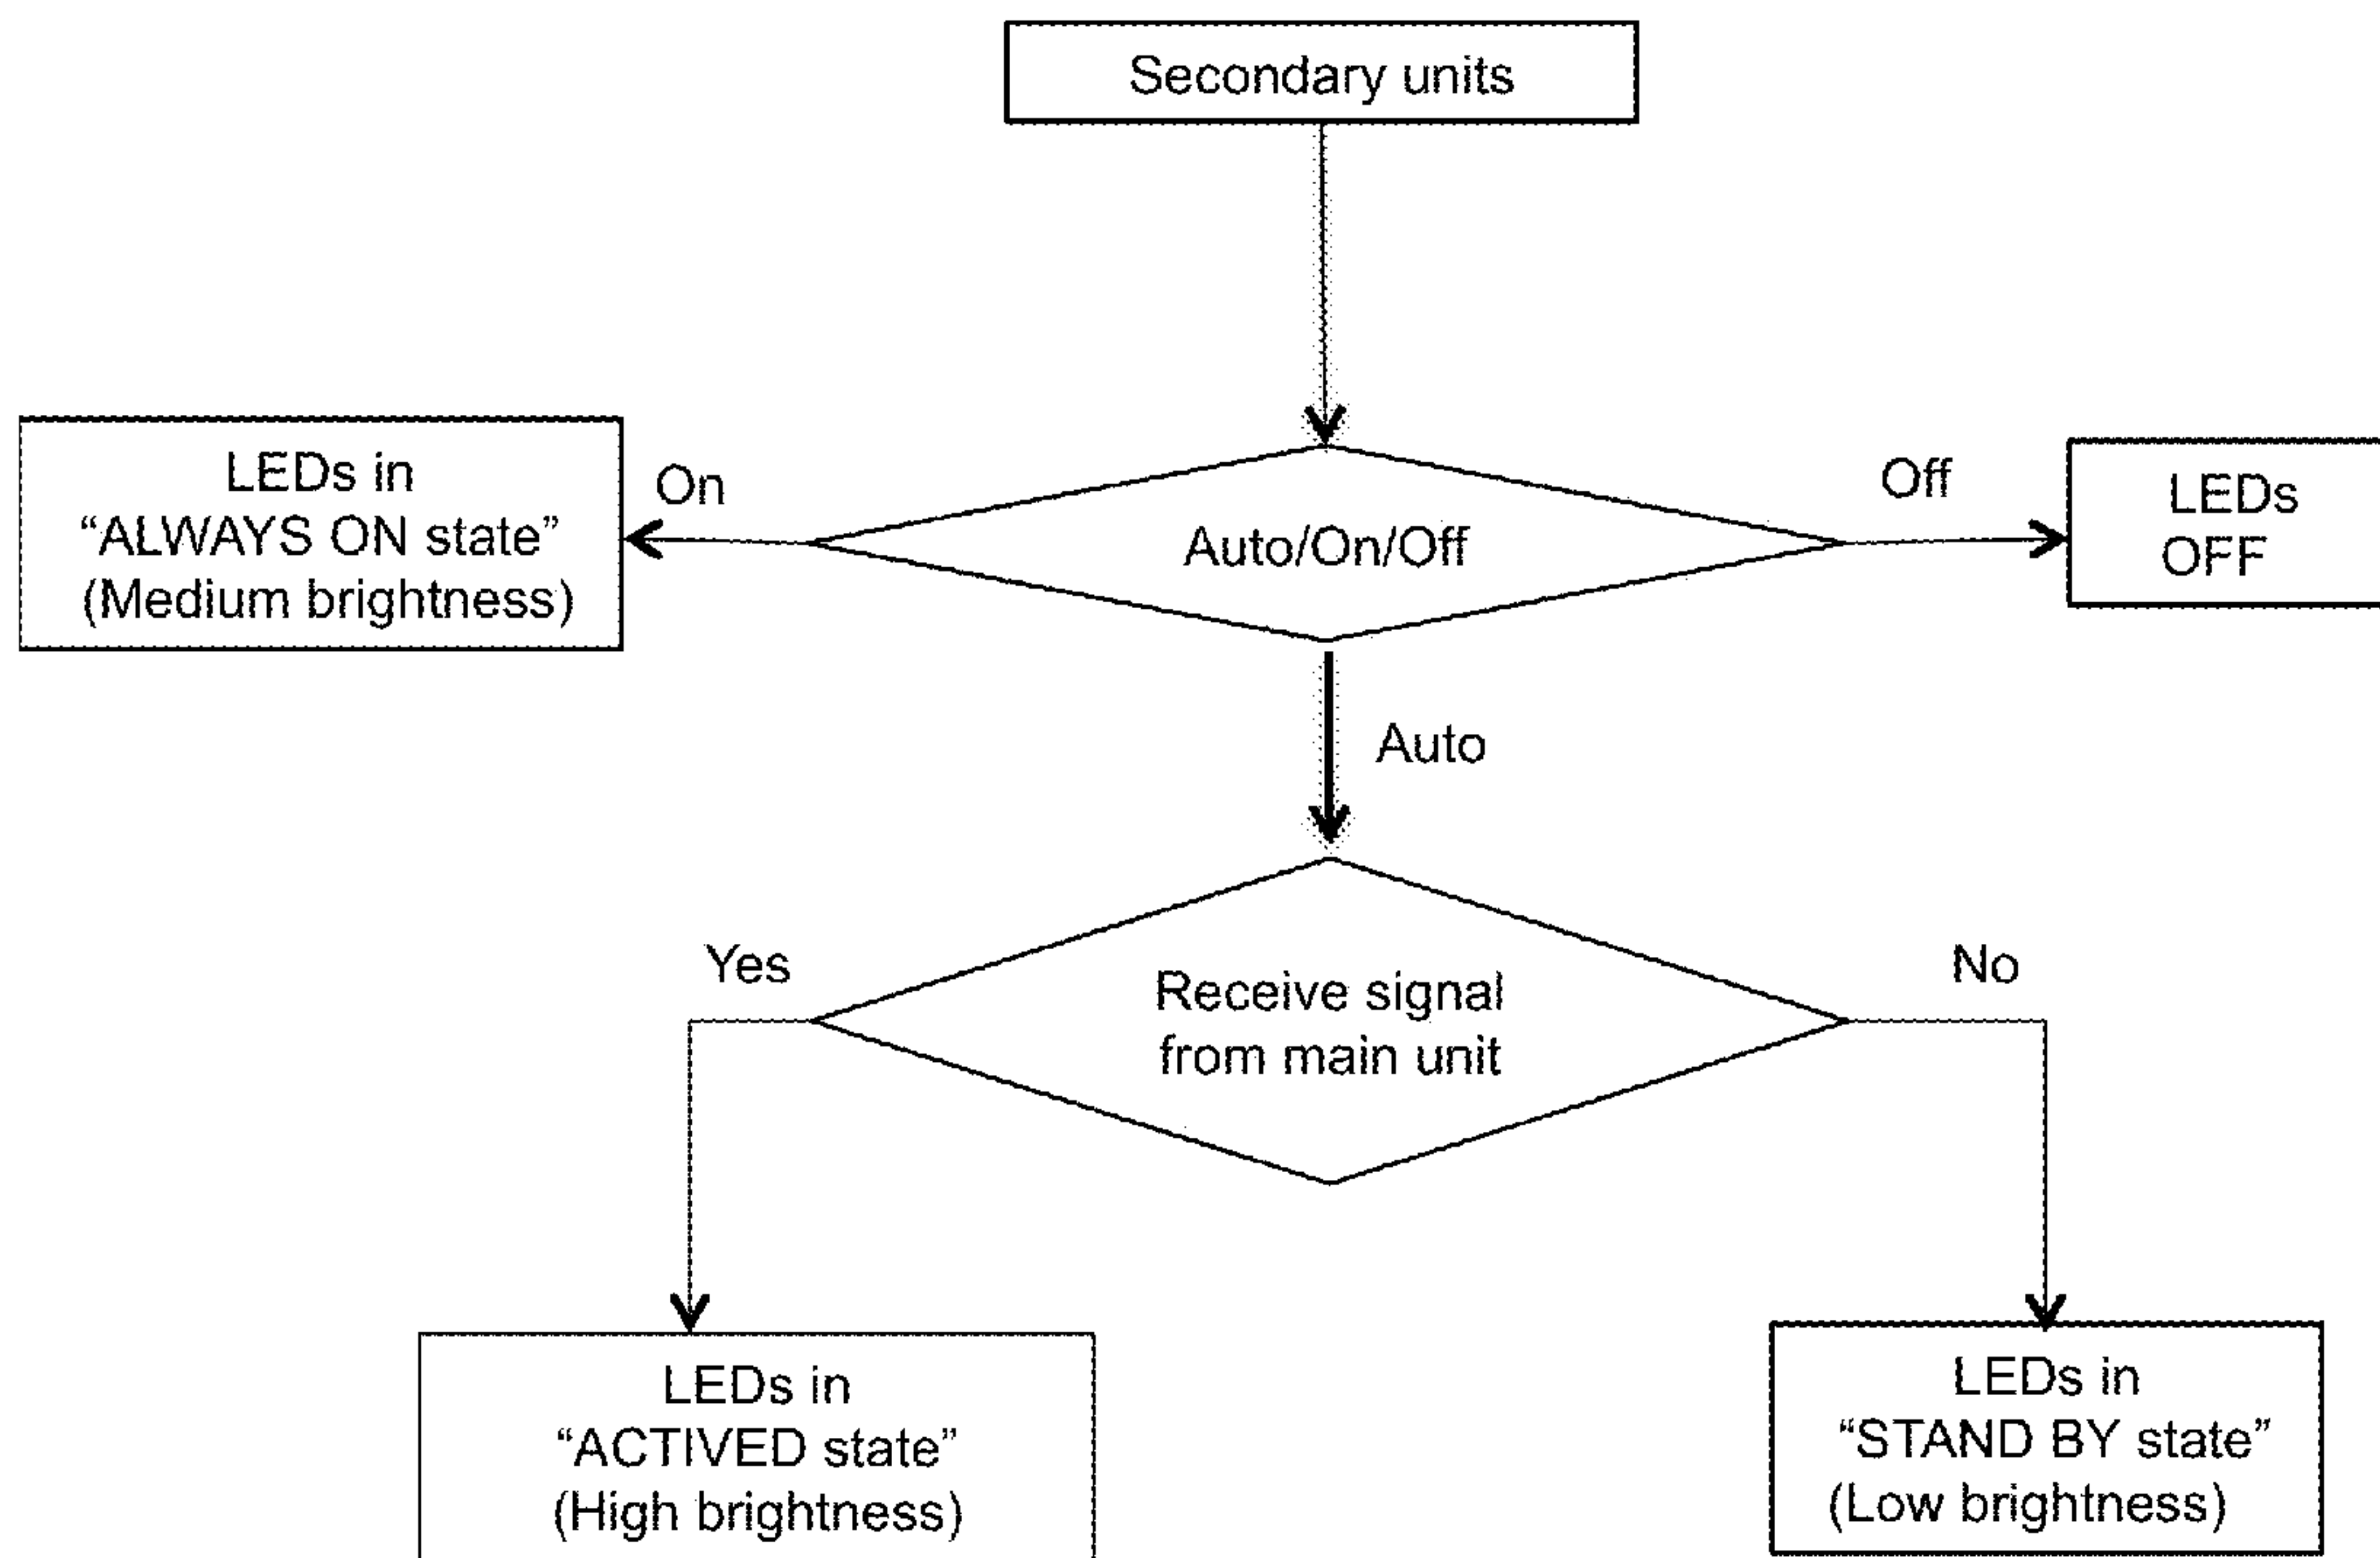 Secondary units
LEDs in
“ALWAYS ON state”
(Medium brightness)
On
Auto/On/Off
Off
LEDs
OFF
Auto
Yes
Receive signal
from main unit
No
LEDs in
“ACTIVED state”
(High brightness)
LEDs in
“STAND BY state”
(Low brightness)